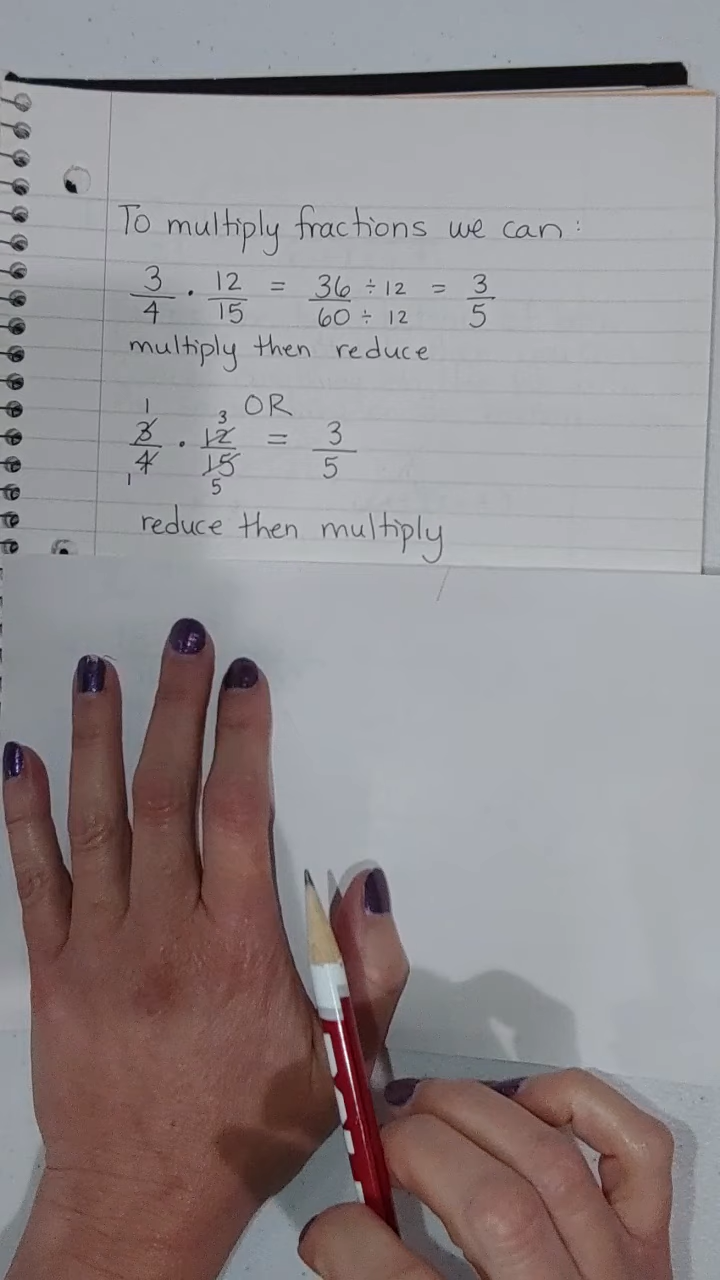 To multiply fractions we can:
3/4 · 12/15 = 36 ÷ 12/60 ÷ 12 = 3/5
multiply then reduce
OR
1 3
3/4 · 12/15 = 3/5
1 5
reduce then multiply